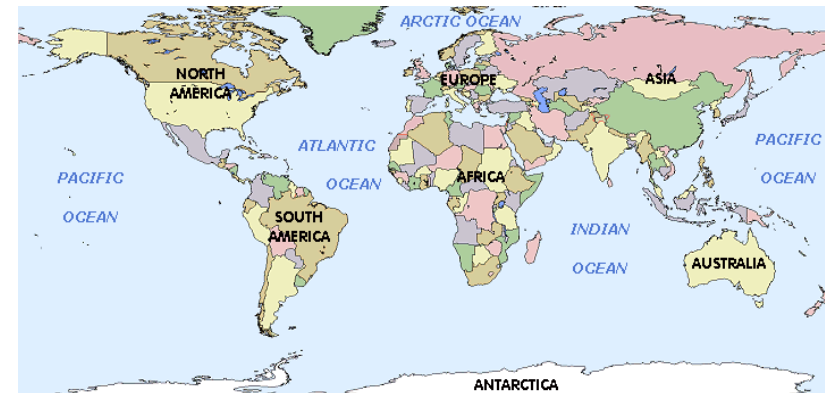 ARCTIC OCEAN
NORTH
AMERICA
EUROPE
ASIA
ATLANTIC
OCEAN
PACIFIC
OCEAN
PACIFIC
OCEAN
AFRICA
SOUTH
AMERICA
INDIAN
OCEAN
AUSTRALIA
ANTARCTICA